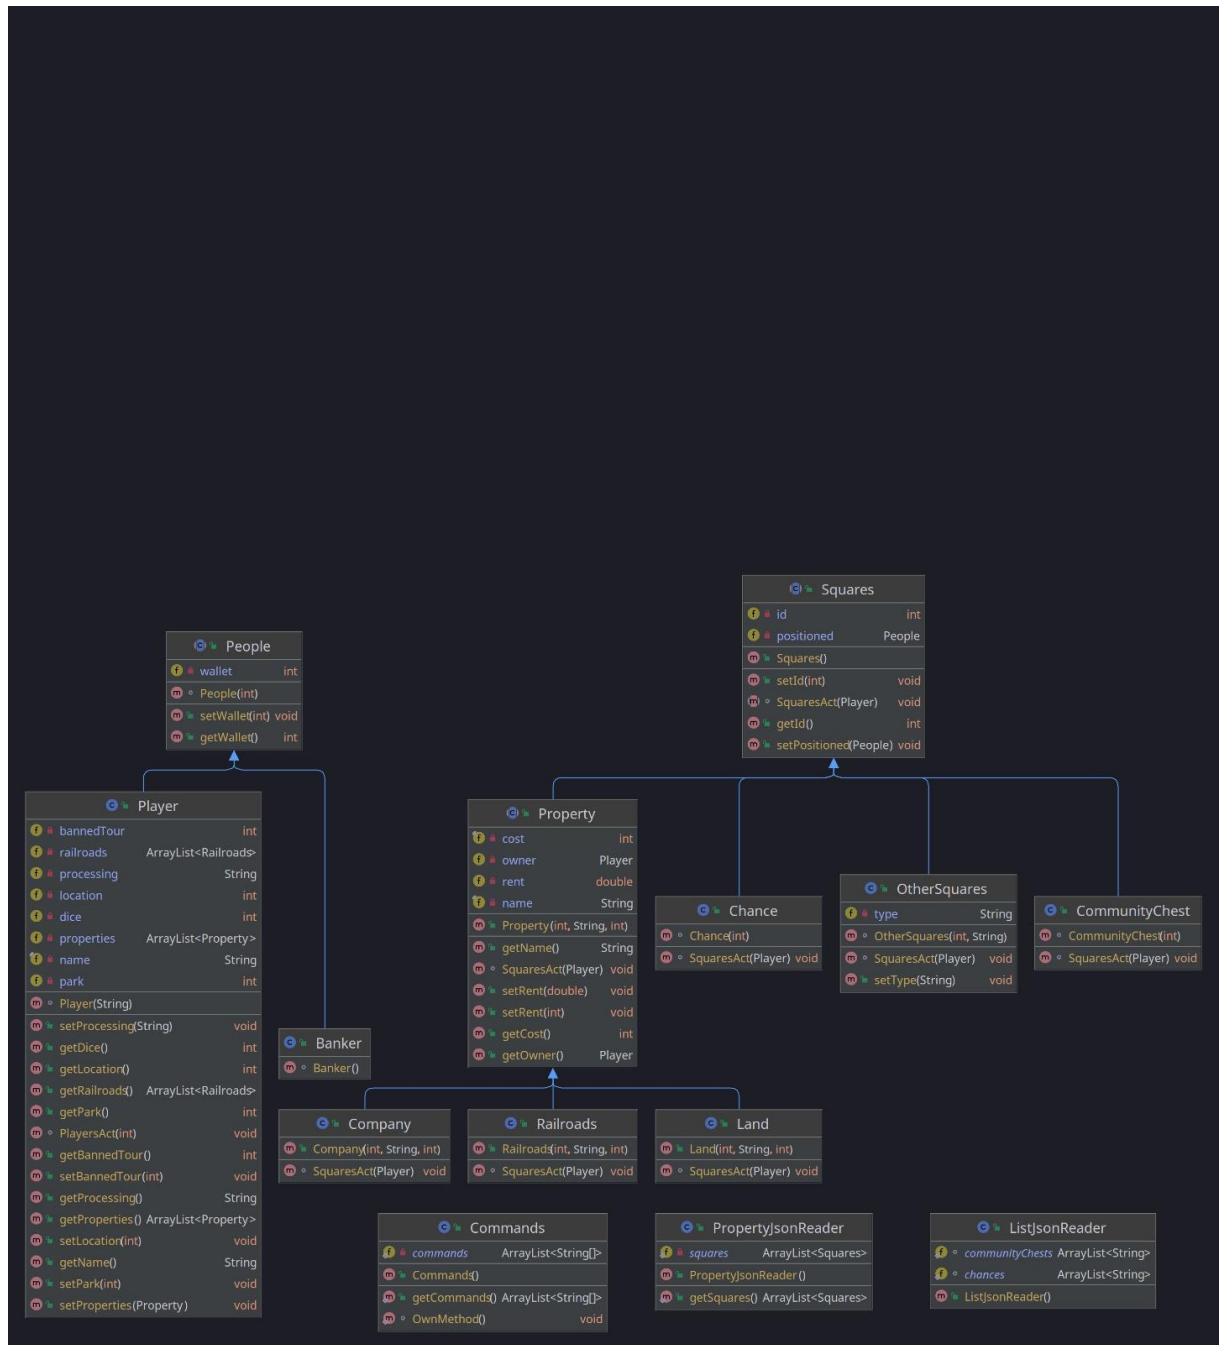 Squares
id int
positioned People
Squares()
setId(int) void
SquaresAct(Player) void
getId() int
setPositioned(People) void
People
wallet int
People(int)
setWallet(int) void
getWallet() int
Player
bannedTour int
railroads ArrayList<Railroads>
processing String
location int
dice int
properties ArrayList<Property>
name String
park int
Player(String)
setProcessing(String) void
getDice() int
getLocation() int
getRailroads() ArrayList<Railroads>
getPark() int
PlayersAct(int) void
getBannedTour() int
setBannedTour(int) void
getProcessing() String
getProperties() ArrayList<Property>
setLocation(int) void
getName() String
setPark(int) void
setProperties(Property) void
Banker
Banker()
Property
cost int
owner Player
rent double
name String
Property(int, String, int)
getName() String
SquaresAct(Player) void
setRent(double) void
setRent(int) void
getCost() int
getOwner() Player
Chance
Chance(int)
SquaresAct(Player) void
OtherSquares
type String
OtherSquares(int, String)
SquaresAct(Player) void
setType(String) void
CommunityChest
CommunityChest(int)
SquaresAct(Player) void
Company
Company(int, String, int)
SquaresAct(Player) void
Railroads
Railroads(int, String, int)
SquaresAct(Player) void
Land
Land(int, String, int)
SquaresAct(Player) void
Commands
commands ArrayList<String[]>
Commands()
getCommands() ArrayList<String[]>
OwnMethod() void
PropertyJsonReader
squares ArrayList<Squares>
PropertyJsonReader()
getSquares() ArrayList<Squares>
ListJsonReader
communityChests ArrayList<String>
chances ArrayList<String>
ListJsonReader()